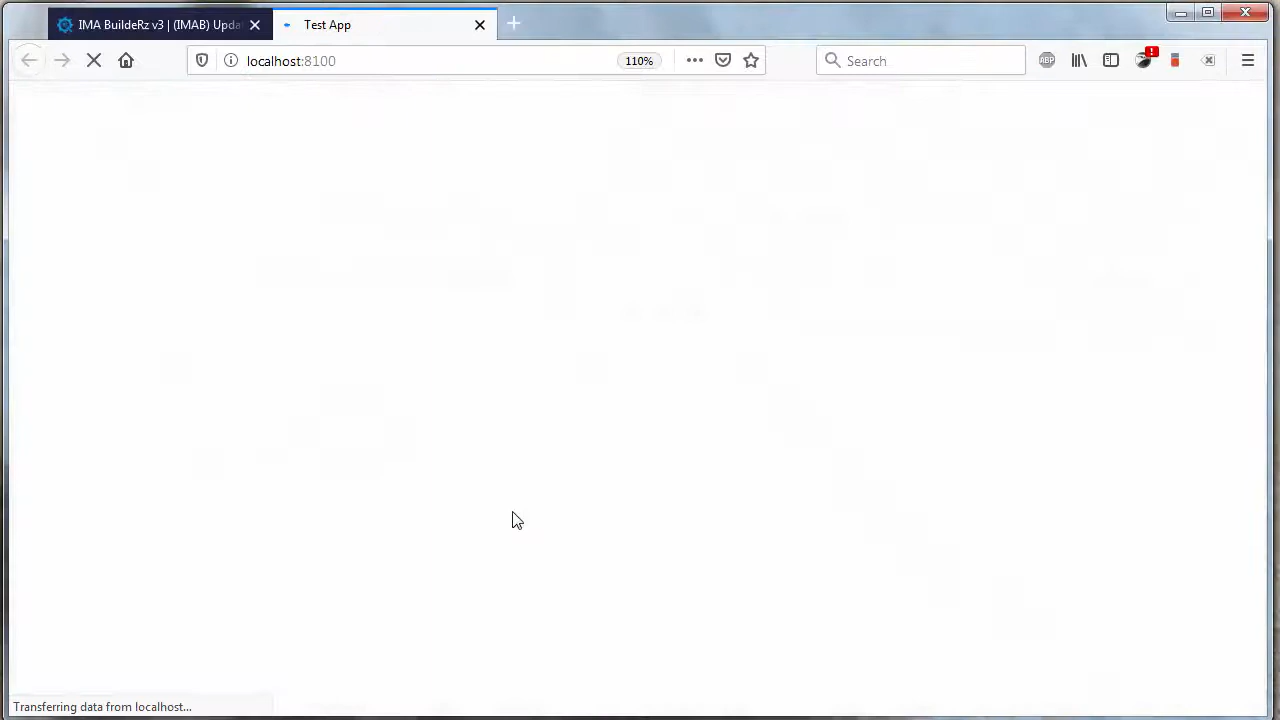 IMA BuildeRz v3 | (IMAB) Upda
Test App
localhost:8100
110%
Search
ABP
!
Transferring data from localhost...